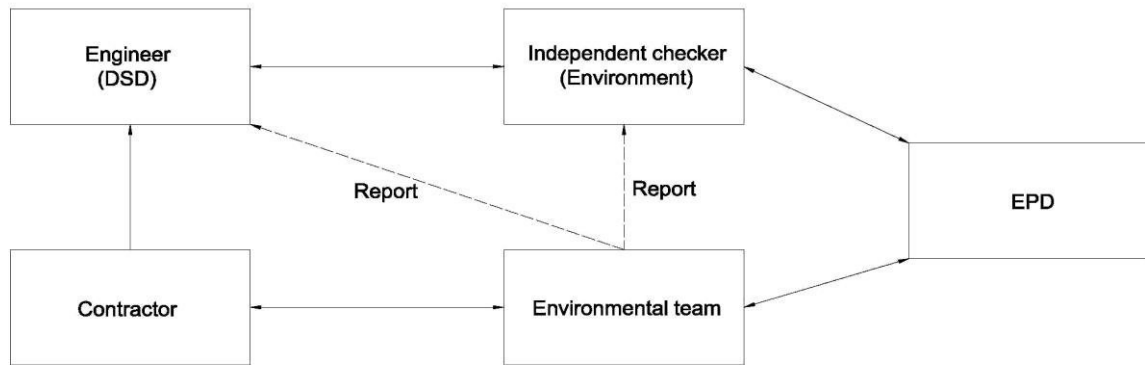 Engineer
(DSD)
Independent checker
(Environment)
Report
Report
EPD
Contractor
Environmental team